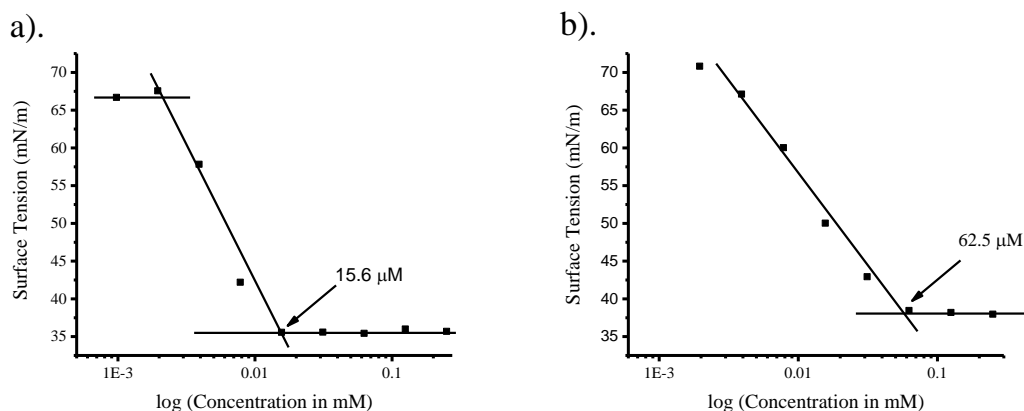 a).
Surface Tension (mN/m)
70
65
60
55
50
45
40
35
15.6 μM
1E-3
0.01
0.1
log (Concentration in mM)
b).
Surface Tension (mN/m)
70
65
60
55
50
45
40
35
62.5 μM
1E-3
0.01
0.1
log (Concentration in mM)